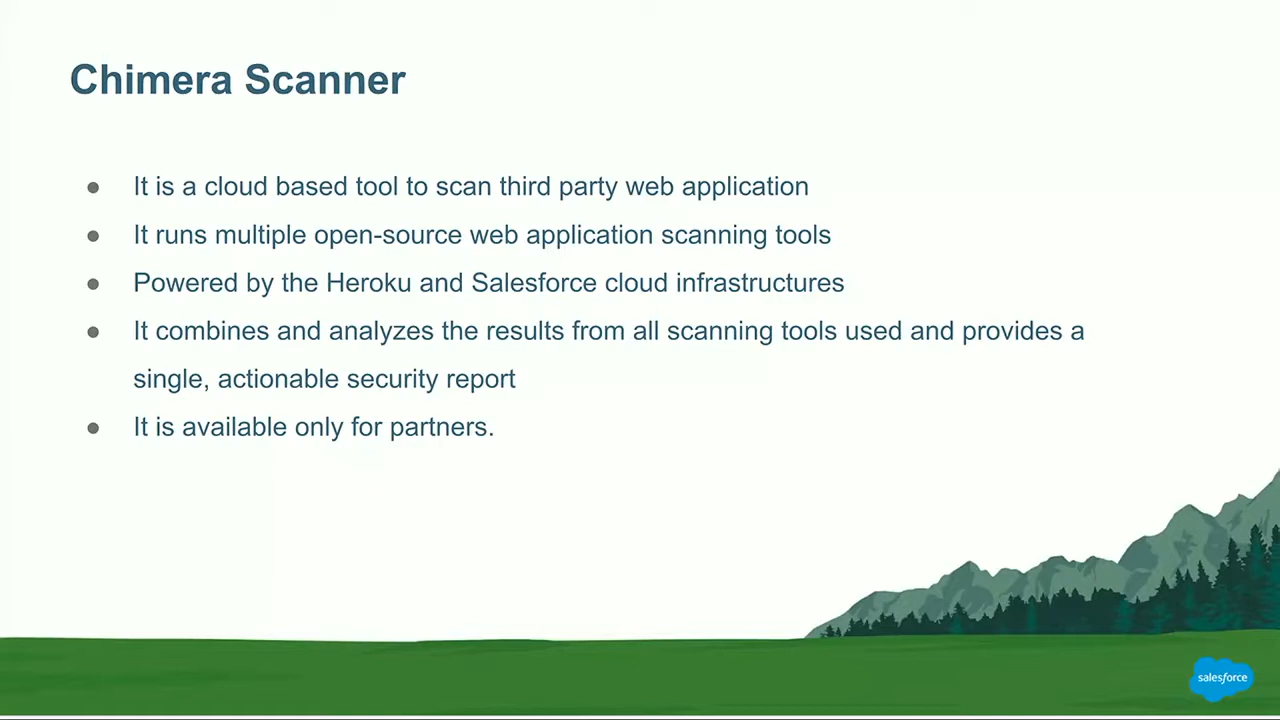 Chimera Scanner
● It is a cloud based tool to scan third party web application
● It runs multiple open-source web application scanning tools
● Powered by the Heroku and Salesforce cloud infrastructures
● It combines and analyzes the results from all scanning tools used and provides a
single, actionable security report
● It is available only for partners.
salesforce